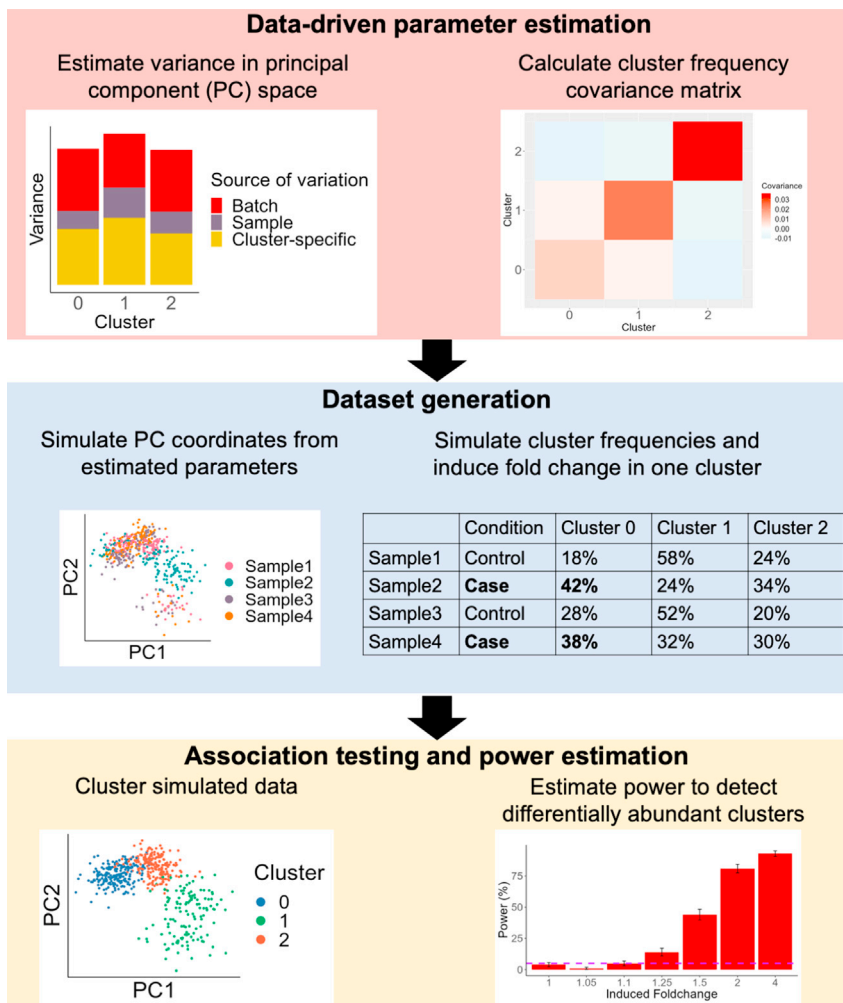 Data-driven parameter estimation
Estimate variance in principal
component (PC) space
Variance
Source of variation
Batch
Sample
Cluster-specific
0 1 2
Cluster
Calculate cluster frequency
covariance matrix
Cluster
2
1
0
0 1 2
Cluster
Covariance
0.03
0.02
0.01
0.00
-0.01
Dataset generation
Simulate PC coordinates from
estimated parameters
PC2
Sample1
Sample2
Sample3
Sample4
PC1
Simulate cluster frequencies and
induce fold change in one cluster
Condition Cluster 0 Cluster 1 Cluster 2
Sample1 Control 18% 58% 24%
Sample2 Case 42% 24% 34%
Sample3 Control 28% 52% 20%
Sample4 Case 38% 32% 30%
Association testing and power estimation
Cluster simulated data
PC2
Cluster
0
1
2
PC1
Estimate power to detect
differentially abundant clusters
Power (%)
75
50
25
0
1 1.05 1.1 1.25 1.5 2 4
Induced Foldchange